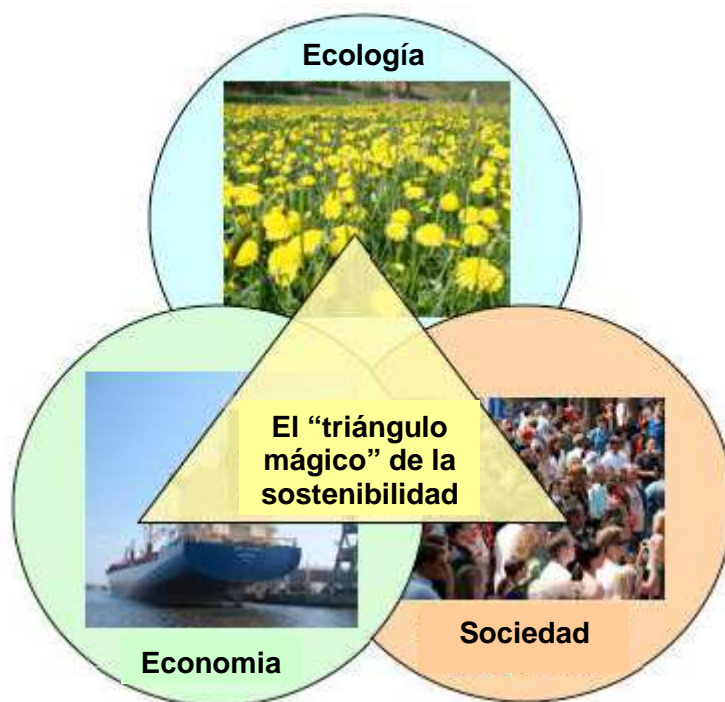 Ecología
El “triángulo
mágico” de la
sostenibilidad
Economia
Sociedad